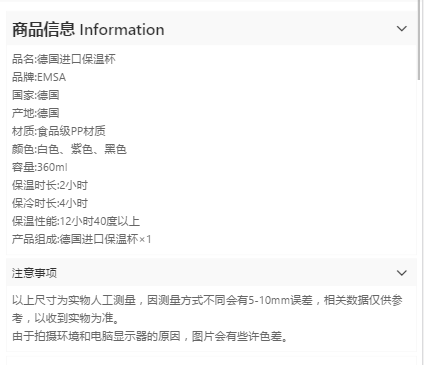 商品信息 Information
品名:德国进口保温杯
品牌:EMSA
国家:德国
产地:德国
材质:食品级PP材质
颜色:白色、紫色、黑色
容量:360ml
保温时长:2小时
保冷时长:4小时
保温性能:12小时40度以上
产品组成:德国进口保温杯×1
注意事项
以上尺寸为实物人工测量，因测量方式不同会有5-10mm误差，相关数据仅供参
考，以收到实物为准。
由于拍摄环境和电脑显示器的原因，图片会有些许色差。